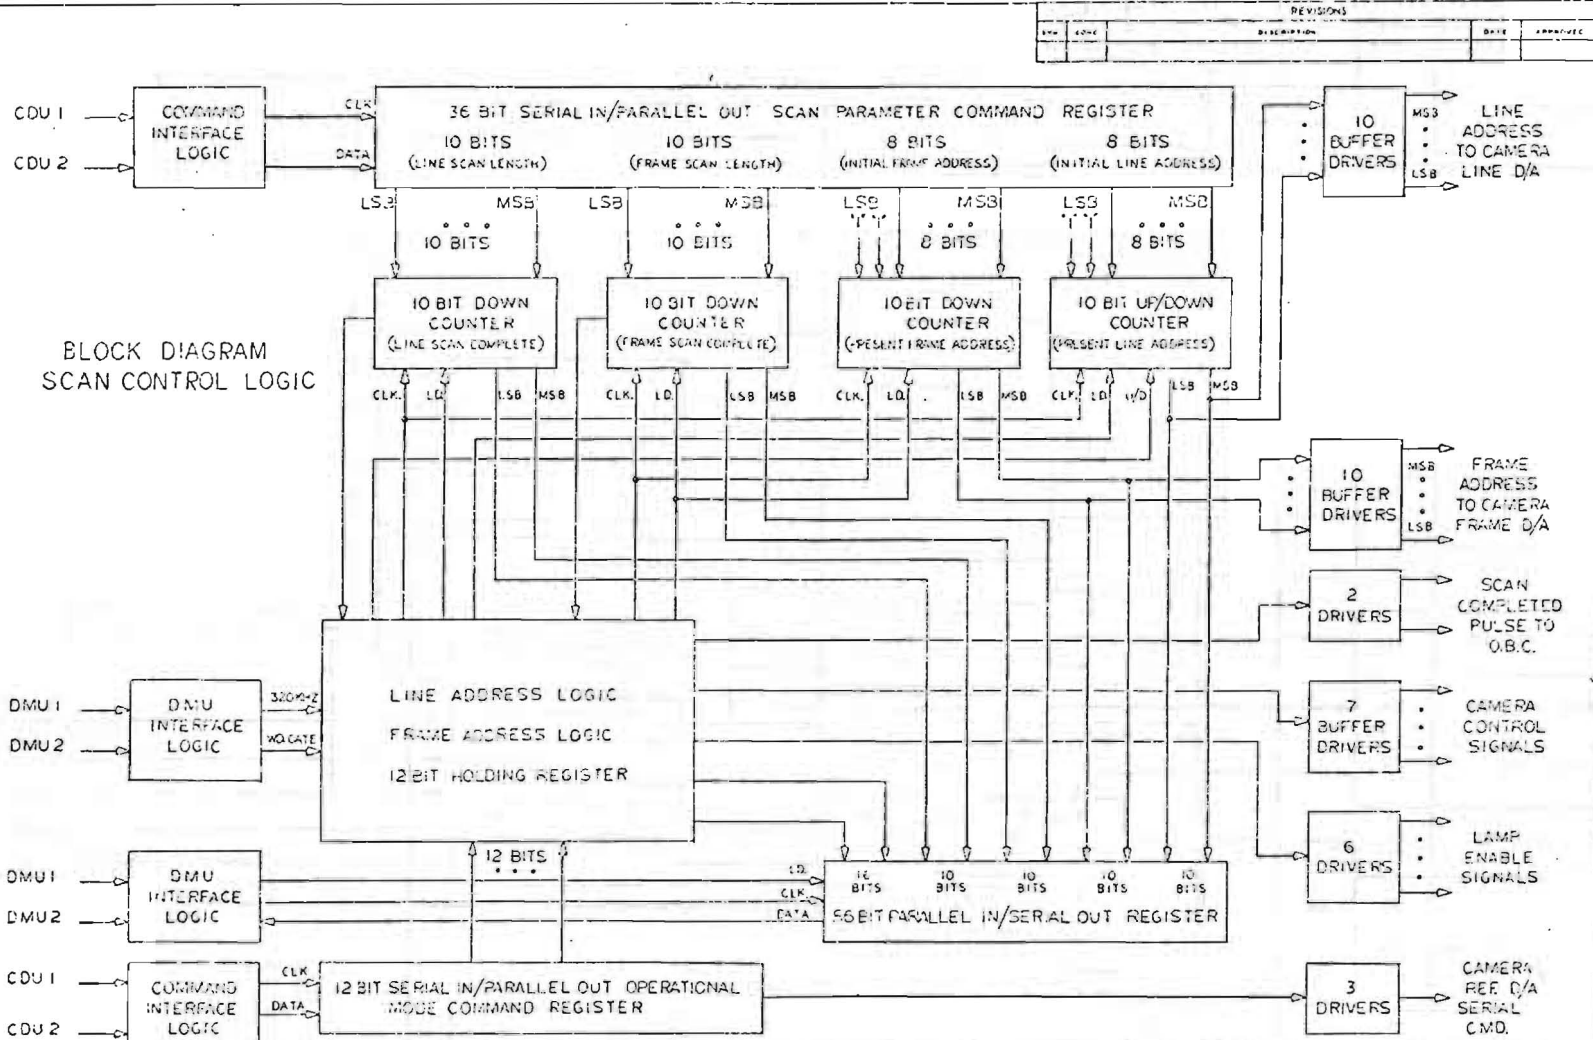 REVISIONS
SYM ZONE DESCRIPTION DATE APPROVED
CDU 1
CDU 2
COMMAND
INTERFACE
LOGIC
CLK
DATA
36 BIT SERIAL IN/PARALLEL OUT SCAN PARAMETER COMMAND REGISTER
10 BITS 10 BITS 8 BITS 8 BITS
(LINE SCAN LENGTH) (FRAME SCAN LENGTH) (INITIAL FRAME ADDRESS) (INITIAL LINE ADDRESS)
10
BUFFER
DRIVERS
MSB
LSB
LINE
ADDRESS
TO CAMERA
LINE D/A
LSB MSB LSB MSB LSB MSB LSB MSB
10 BITS 10 BITS 8 BITS 8 BITS
10 BIT DOWN
COUNTER
(LINE SCAN COMPLETE)
10 BIT DOWN
COUNTER
(FRAME SCAN COMPLETE)
10 BIT DOWN
COUNTER
(PRESENT FRAME ADDRESS)
10 BIT UP/DOWN
COUNTER
(PRESENT LINE ADDRESS)
BLOCK DIAGRAM
SCAN CONTROL LOGIC
CLK. LD. LSB MSB CLK. LD. LSB MSB CLK. LD. LSB MSB CLK. LD. U/D LSB MSB
10
BUFFER
DRIVERS
MSB
LSB
FRAME
ADDRESS
TO CAMERA
FRAME D/A
2
DRIVERS
SCAN
COMPLETED
PULSE TO
O.B.C.
DMU 1
DMU 2
DMU
INTERFACE
LOGIC
320KHZ
WD.GATE
LINE ADDRESS LOGIC
FRAME ADDRESS LOGIC
12 BIT HOLDING REGISTER
7
BUFFER
DRIVERS
CAMERA
CONTROL
SIGNALS
6
DRIVERS
LAMP
ENABLE
SIGNALS
12 BITS
DMU 1
DMU 2
DMU
INTERFACE
LOGIC
LD.
CLK.
DATA
16 BITS 10 BITS 10 BITS 10 BITS 10 BITS
56 BIT PARALLEL IN/SERIAL OUT REGISTER
CDU 1
CDU 2
COMMAND
INTERFACE
LOGIC
CLK
DATA
12 BIT SERIAL IN/PARALLEL OUT OPERATIONAL
MODE COMMAND REGISTER
3
DRIVERS
CAMERA
REF D/A
SERIAL
CMD.